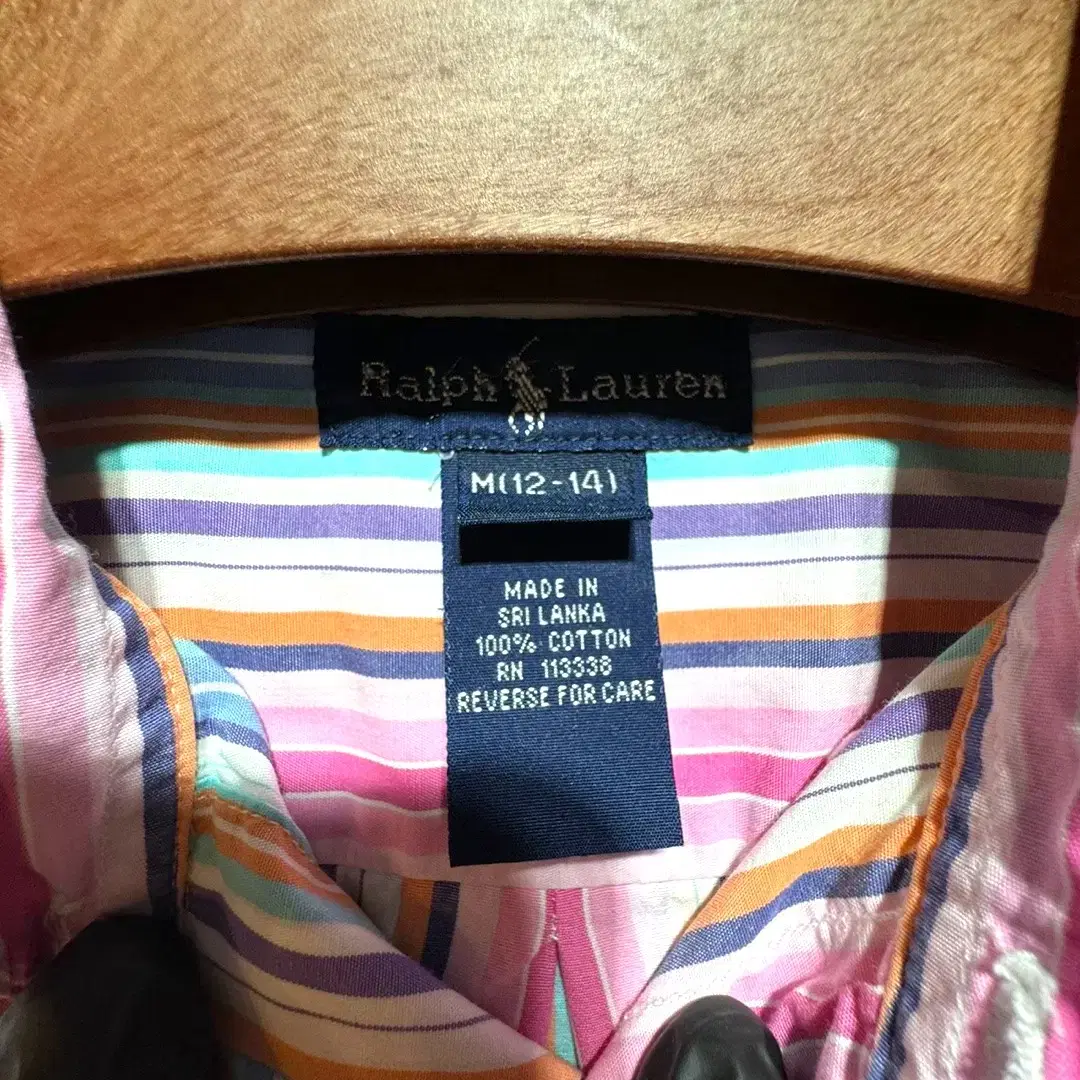 Ralph Lauren
M(12-14)
MADE IN
SRI LANKA
100% COTTON
RN 113338
REVERSE FOR CARE